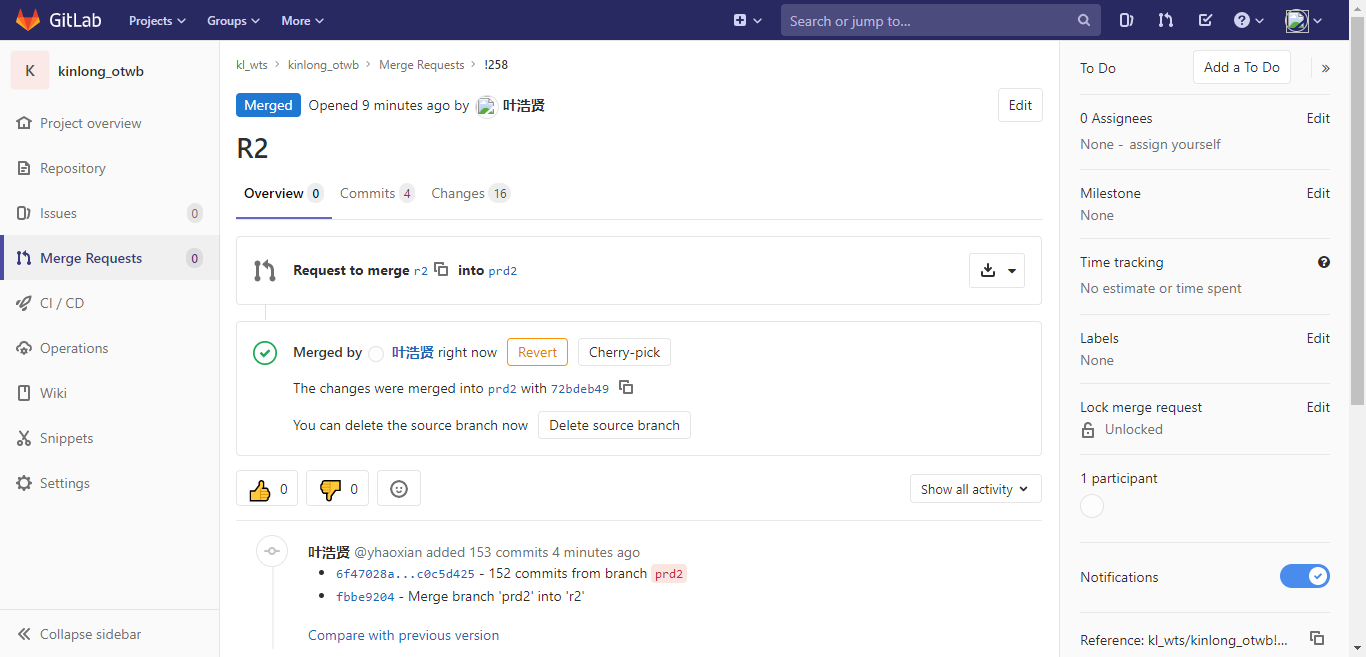 GitLab Projects Groups More Search or jump to...
K kinlong_otwb
Project overview
Repository
Issues 0
Merge Requests 0
CI / CD
Operations
Wiki
Snippets
Settings
Collapse sidebar
kl_wts > kinlong_otwb > Merge Requests > !258
Merged Opened 9 minutes ago by 叶浩贤 Edit
R2
Overview 0 Commits 4 Changes 16
Request to merge r2 into prd2
Merged by 叶浩贤 right now Revert Cherry-pick
The changes were merged into prd2 with 72bdeb49
You can delete the source branch now Delete source branch
0 0 Show all activity
叶浩贤 @yhaoxian added 153 commits 4 minutes ago
6f47028a...c0c5d425 - 152 commits from branch prd2
fbbe9204 - Merge branch 'prd2' into 'r2'
Compare with previous version
To Do Add a To Do »
0 Assignees Edit
None - assign yourself
Milestone Edit
None
Time tracking
No estimate or time spent
Labels Edit
None
Lock merge request Edit
Unlocked
1 participant
Notifications
Reference: kl_wts/kinlong_otwb!...